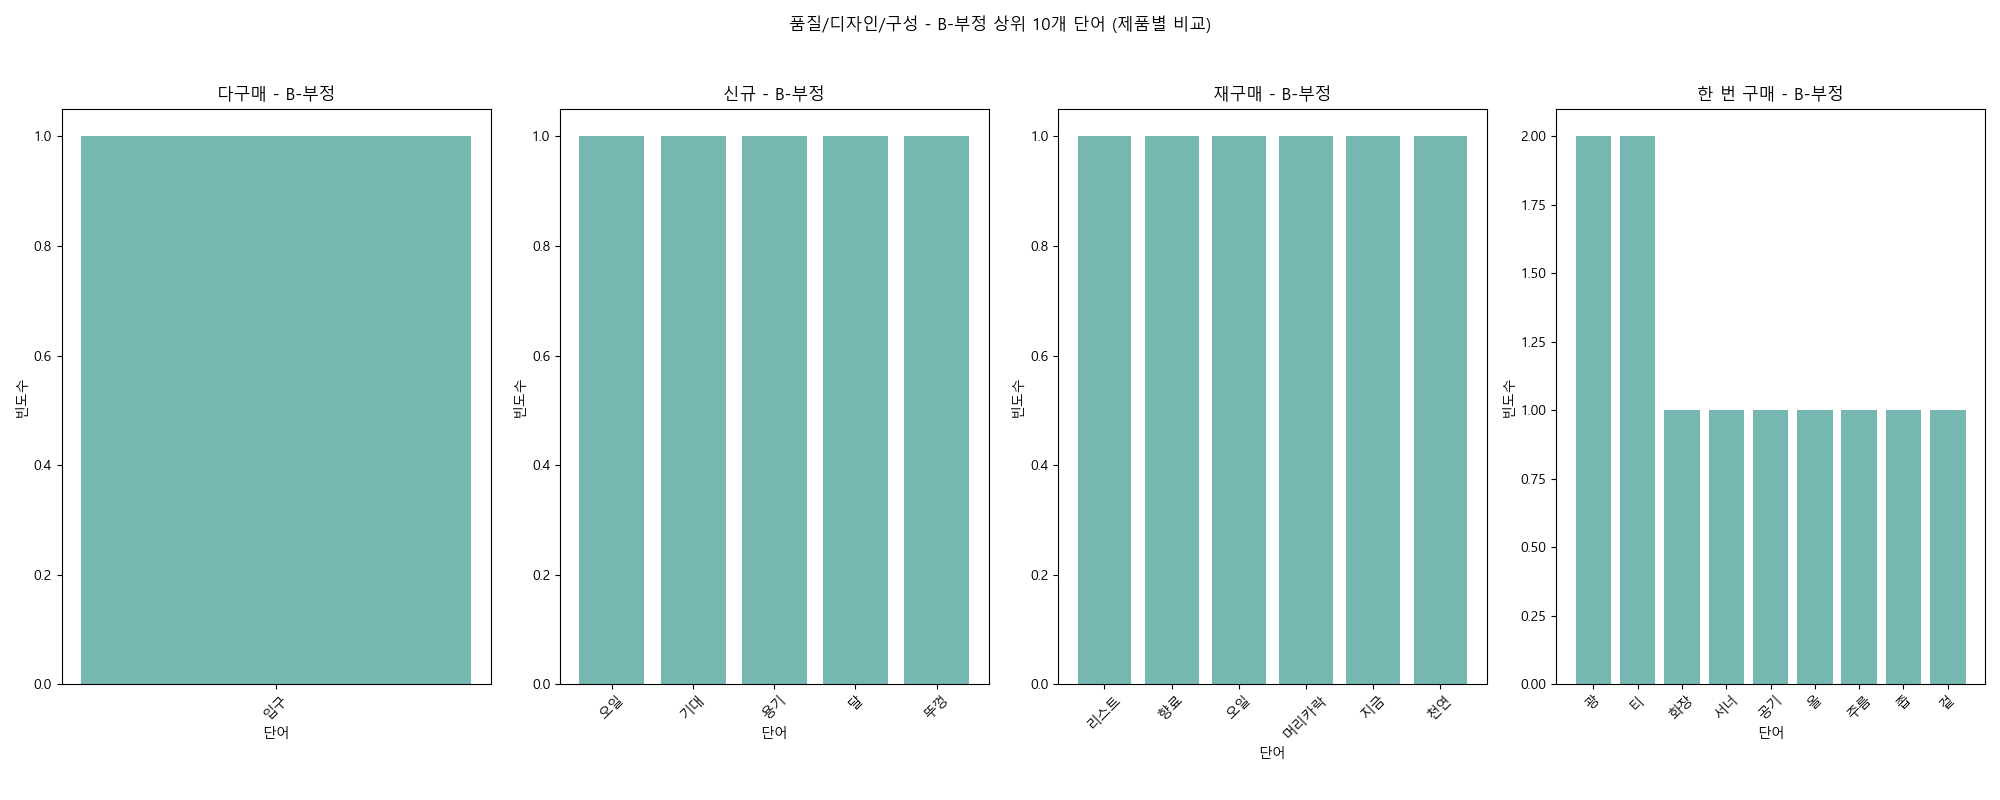 품질/디자인/구성 - B-부정 상위 10개 단어 (제품별 비교)
다구매 - B-부정
1.0
0.8
0.6
0.4
0.2
0.0
빈도수
입구
단어
신규 - B-부정
1.0
0.8
0.6
0.4
0.2
0.0
빈도수
오일
기대
용기
달
뚜껑
단어
재구매 - B-부정
1.0
0.8
0.6
0.4
0.2
0.0
빈도수
리스트
향료
오일
머리카락
지금
천연
단어
한 번 구매 - B-부정
2.00
1.75
1.50
1.25
1.00
0.75
0.50
0.25
0.00
빈도수
광
티
화장
서너
공기
올
주름
좁
겉
단어